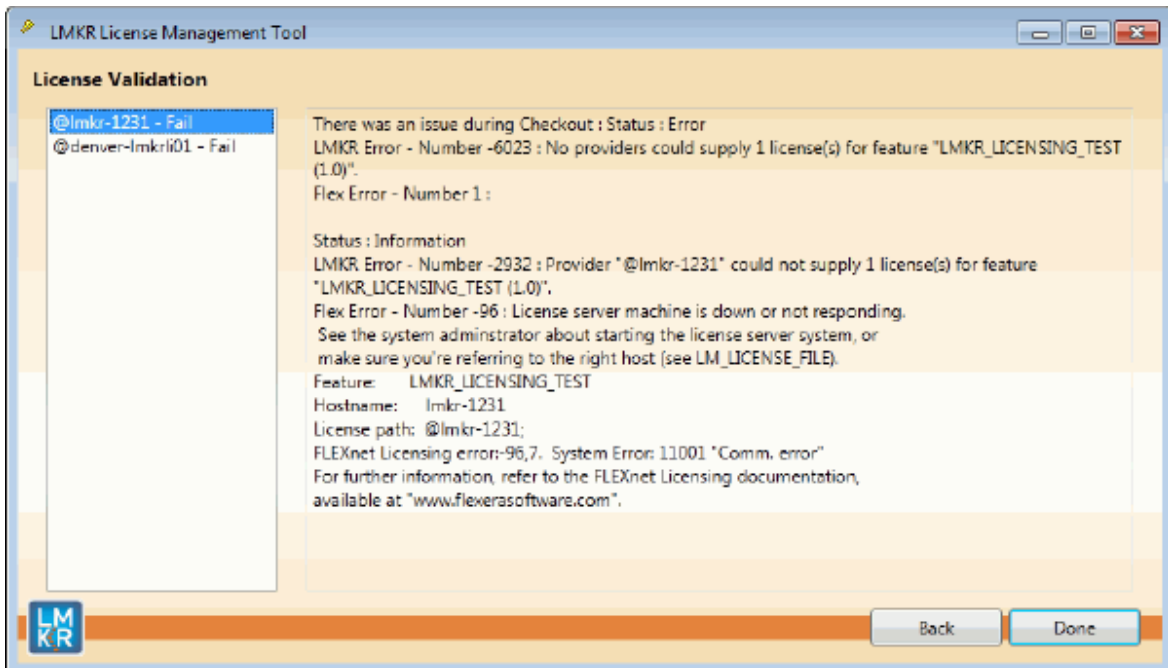 LMKR License Management Tool
License Validation
@lmkr-1231 - Fail
@denver-lmkrli01 - Fail
There was an issue during Checkout : Status : Error
LMKR Error - Number -6023 : No providers could supply 1 license(s) for feature "LMKR_LICENSING_TEST
(1.0)".
Flex Error - Number 1 :
Status : Information
LMKR Error - Number -2932 : Provider "@lmkr-1231" could not supply 1 license(s) for feature
"LMKR_LICENSING_TEST (1.0)".
Flex Error - Number -96 : License server machine is down or not responding.
See the system adminstrator about starting the license server system, or
make sure you're referring to the right host (see LM_LICENSE_FILE).
Feature: LMKR_LICENSING_TEST
Hostname: lmkr-1231
License path: @lmkr-1231;
FLEXnet Licensing error:-96,7. System Error: 11001 "Comm. error"
For further information, refer to the FLEXnet Licensing documentation,
available at "www.flexerasoftware.com".
LM
KR
Back
Done